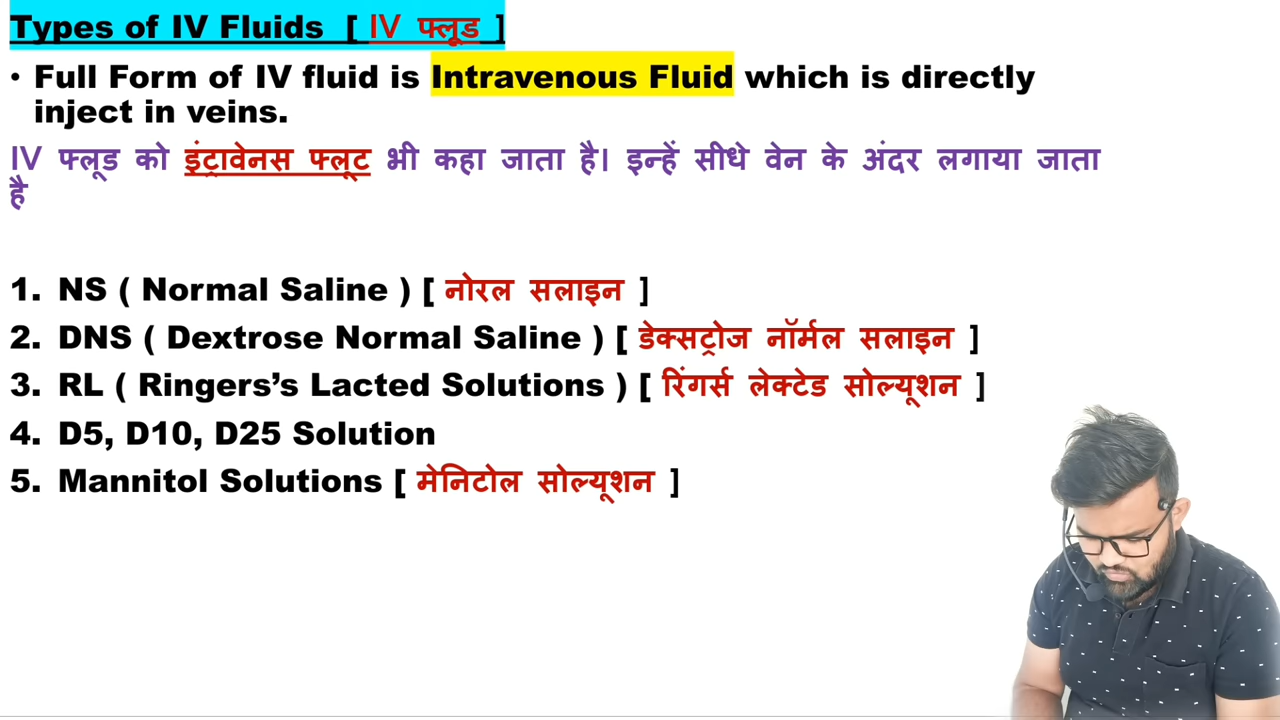 Types of IV Fluids [ IV फ्लूड ]
• Full Form of IV fluid is Intravenous Fluid which is directly
inject in veins.
IV फ्लूड को इंट्रावेनस फ्लूट भी कहा जाता है। इन्हें सीधे वेन के अंदर लगाया जाता
है
1. NS ( Normal Saline ) [ नोरल सलाइन ]
2. DNS ( Dextrose Normal Saline ) [ डेक्सट्रोज नॉर्मल सलाइन ]
3. RL ( Ringers’s Lacted Solutions ) [ रिंगर्स लेक्टेड सोल्यूशन ]
4. D5, D10, D25 Solution
5. Mannitol Solutions [ मेनिटोल सोल्यूशन ]